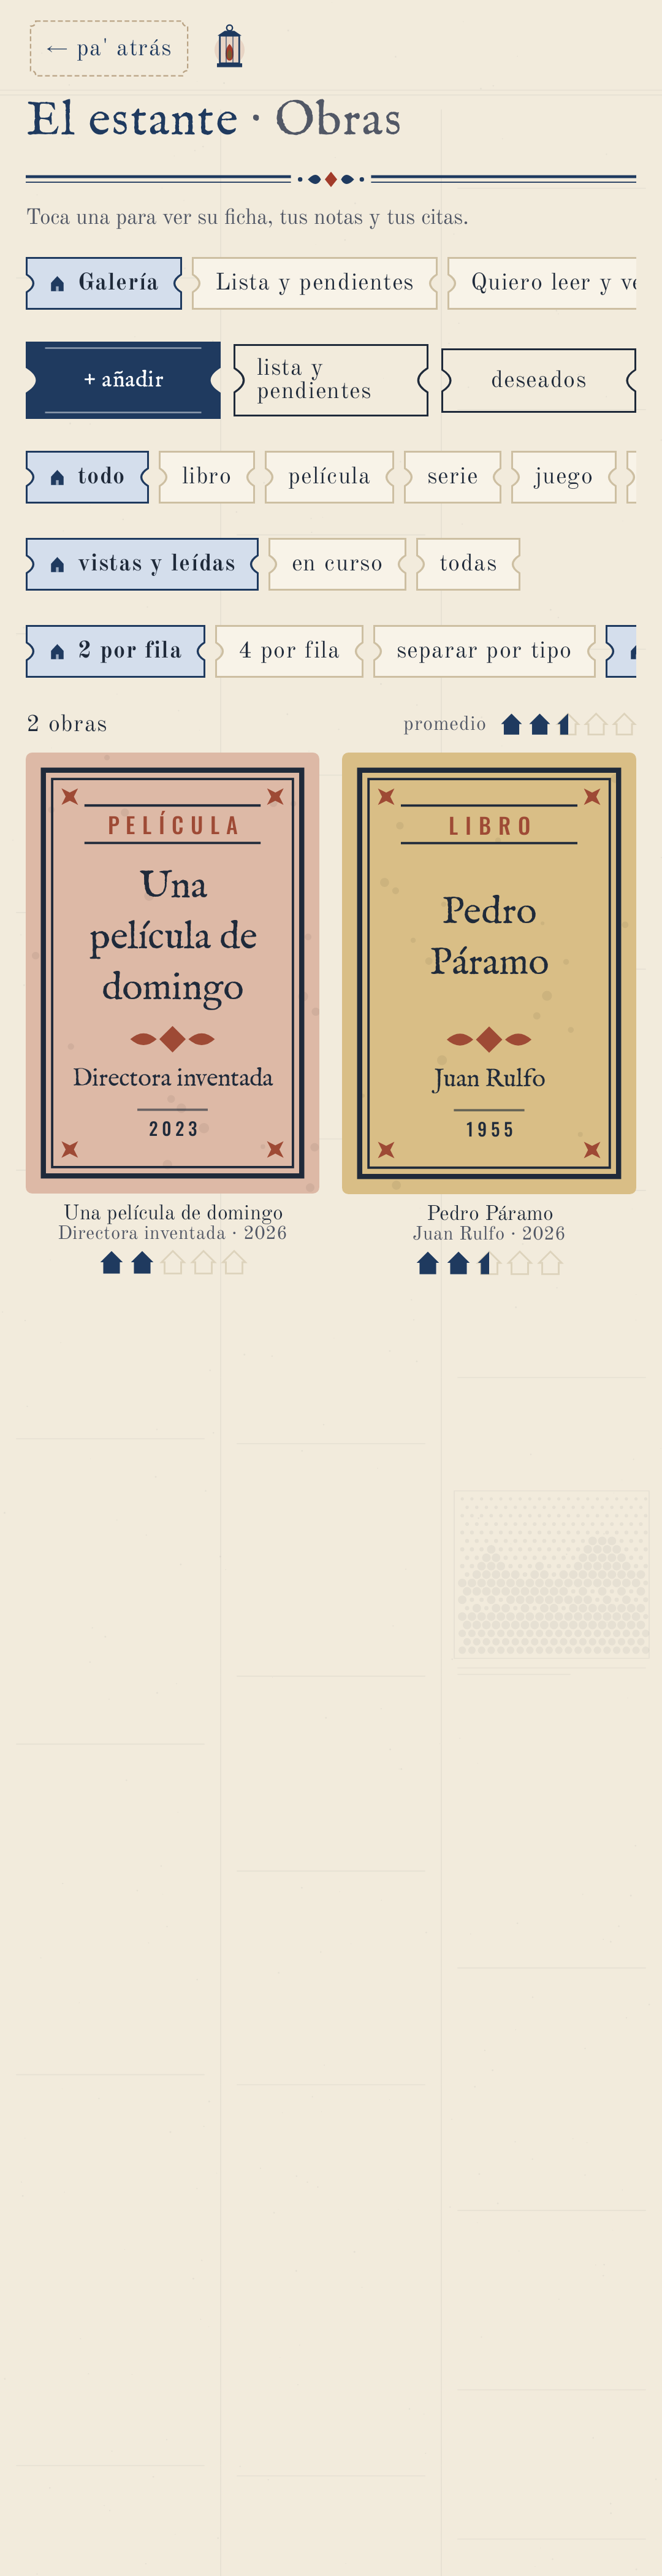 ← pa' atrás
El estante · Obras
Toca una para ver su ficha, tus notas y tus citas.
Galería Lista y pendientes Quiero leer y ve
+ añadir lista y pendientes deseados
todo libro película serie juego
vistas y leídas en curso todas
2 por fila 4 por fila separar por tipo
2 obras promedio
PELÍCULA
Una
película de
domingo
Directora inventada
2023
Una película de domingo
Directora inventada · 2026
LIBRO
Pedro
Páramo
Juan Rulfo
1955
Pedro Páramo
Juan Rulfo · 2026